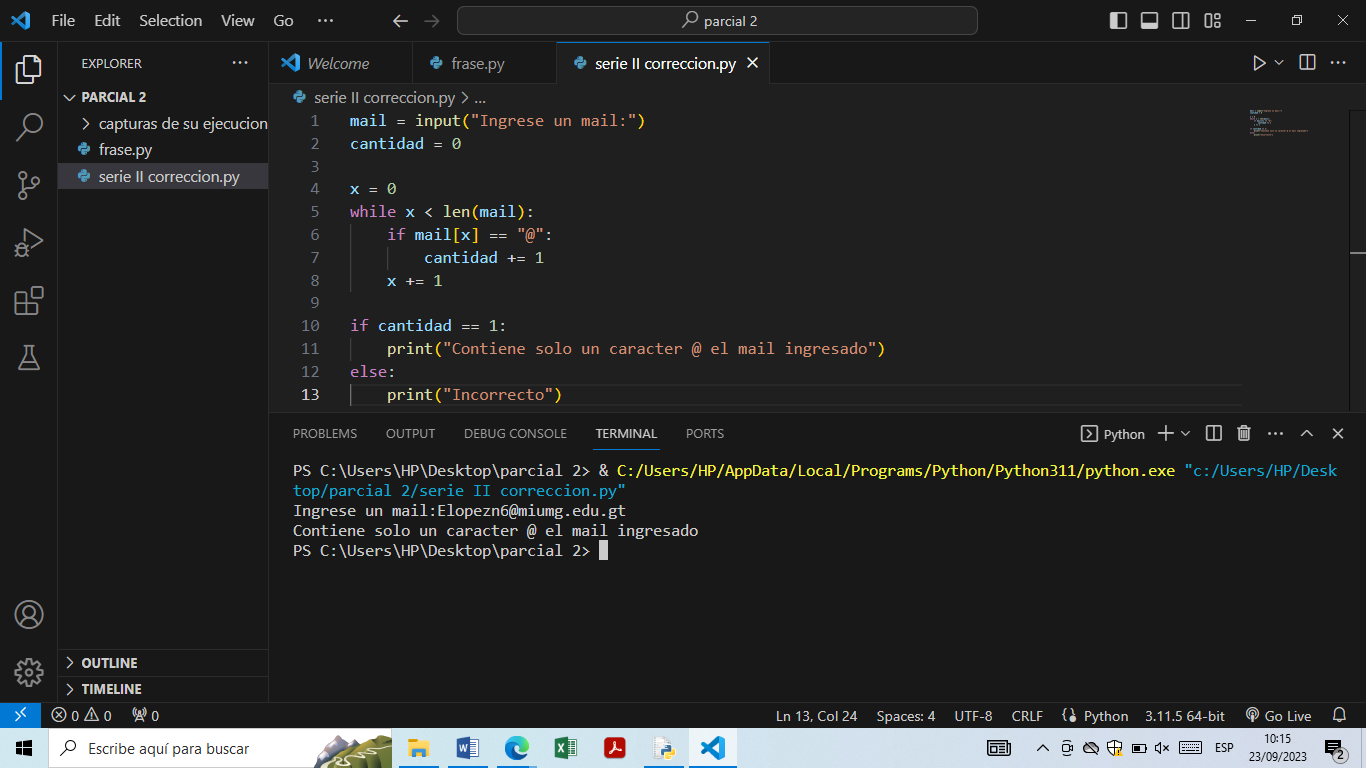 File Edit Selection View Go ··· parcial 2
EXPLORER ···
Welcome frase.py serie II correccion.py
PARCIAL 2
capturas de su ejecucion
frase.py
serie II correccion.py
serie II correccion.py > ...
1 mail = input("Ingrese un mail:")
2 cantidad = 0
3
4 x = 0
5 while x < len(mail):
6 if mail[x] == "@":
7 cantidad += 1
8 x += 1
9
10 if cantidad == 1:
11 print("Contiene solo un caracter @ el mail ingresado")
12 else:
13 print("Incorrecto")
PROBLEMS OUTPUT DEBUG CONSOLE TERMINAL PORTS Python
PS C:\Users\HP\Desktop\parcial 2> & C:/Users/HP/AppData/Local/Programs/Python/Python311/python.exe "c:/Users/HP/Desk
top/parcial 2/serie II correccion.py"
Ingrese un mail:Elopezn6@miumg.edu.gt
Contiene solo un caracter @ el mail ingresado
PS C:\Users\HP\Desktop\parcial 2>
OUTLINE
TIMELINE
0 0 0 Ln 13, Col 24 Spaces: 4 UTF-8 CRLF Python 3.11.5 64-bit Go Live
Escribe aquí para buscar
ESP
10:15
23/09/2023
2